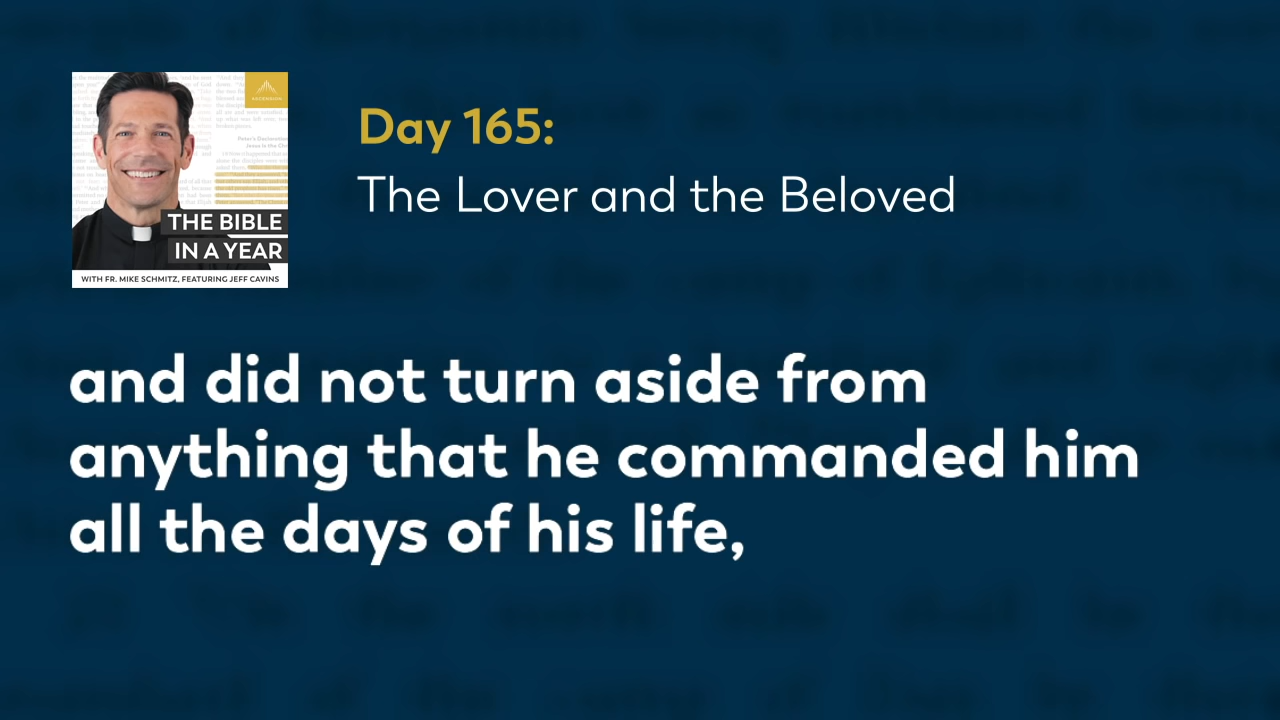 ASCENSION
THE BIBLE
IN A YEAR
WITH FR. MIKE SCHMITZ, FEATURING JEFF CAVINS
Day 165:
The Lover and the Beloved
and did not turn aside from
anything that he commanded him
all the days of his life,